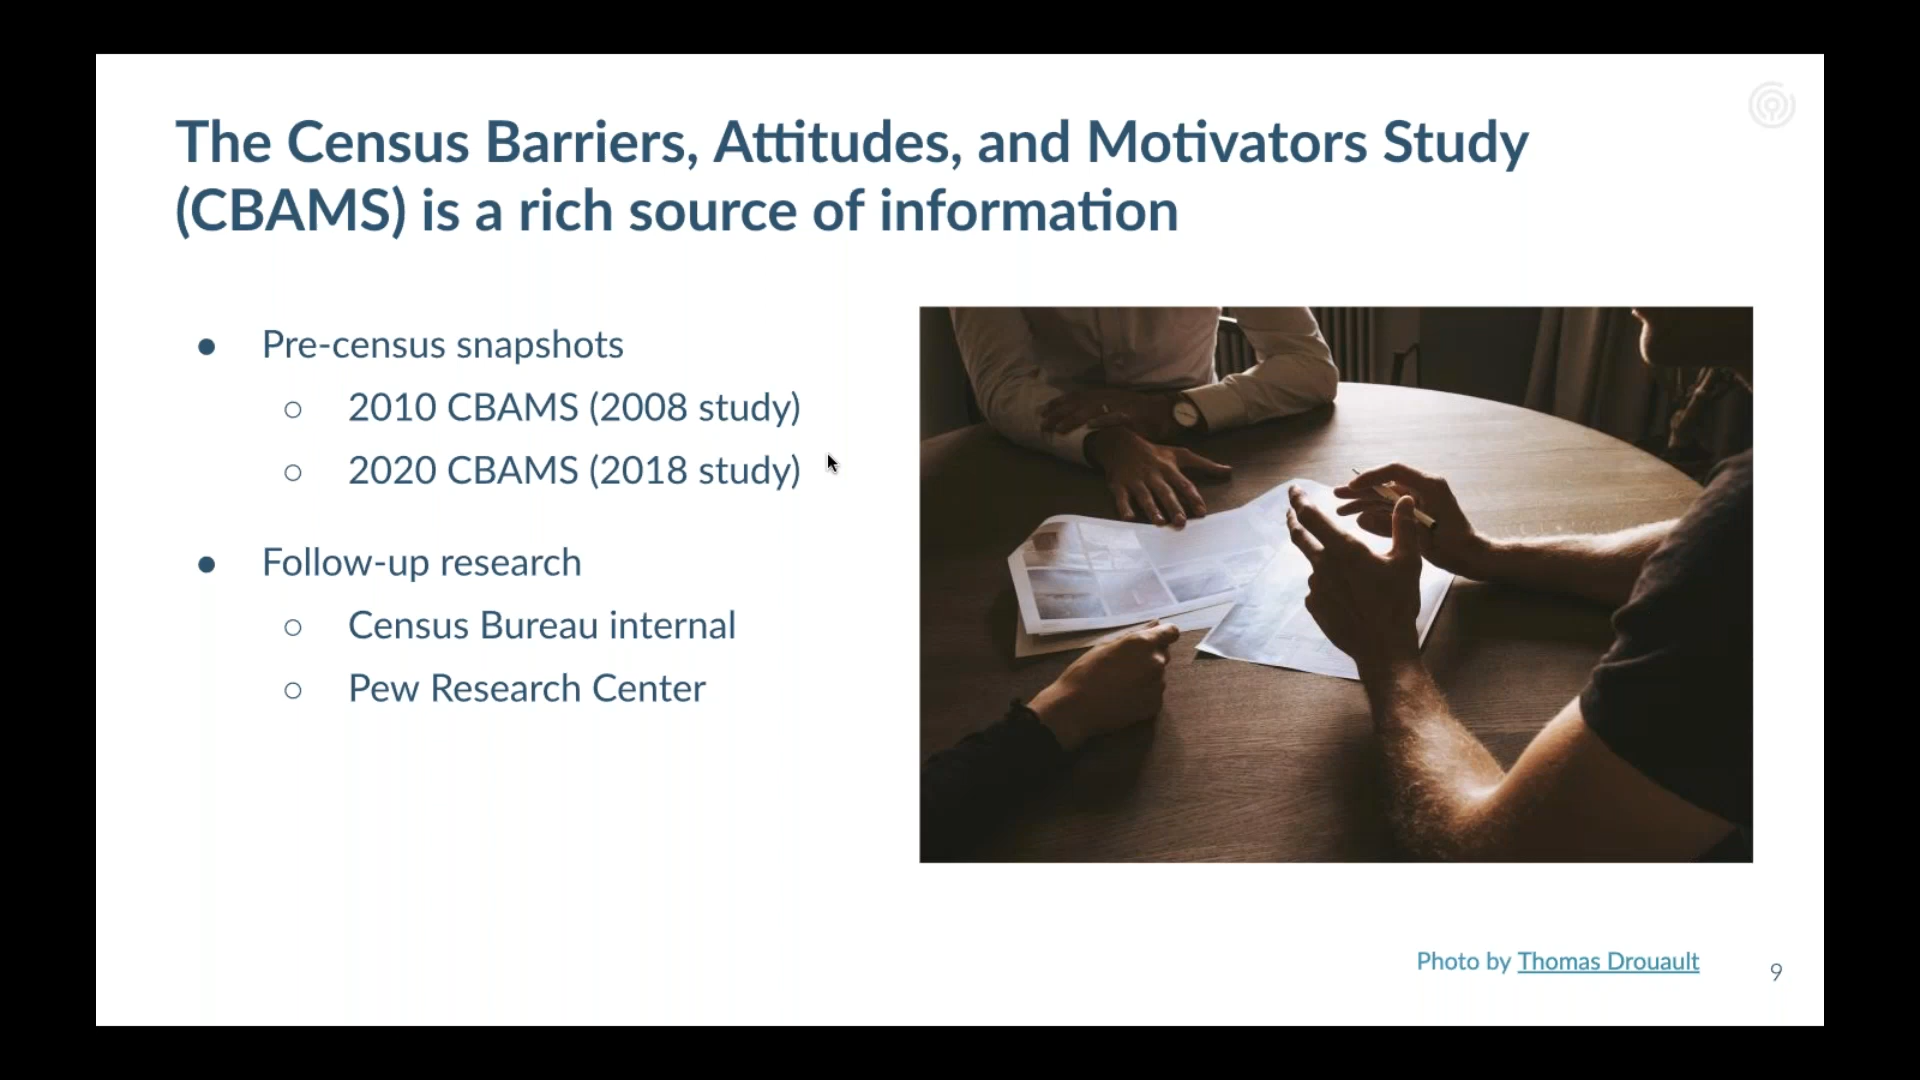 The Census Barriers, Attitudes, and Motivators Study
(CBAMS) is a rich source of information
● Pre-census snapshots
○ 2010 CBAMS (2008 study)
○ 2020 CBAMS (2018 study)
● Follow-up research
○ Census Bureau internal
○ Pew Research Center
Photo by Thomas Drouault
9